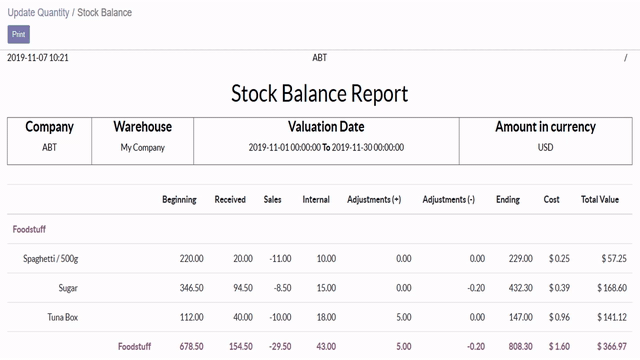 Update Quantity / Stock Balance
Print
2019-11-07 10:21 ABT /
Stock Balance Report
Company Warehouse Valuation Date Amount in currency
ABT My Company 2019-11-01 00:00:00 To 2019-11-30 00:00:00 USD
Beginning Received Sales Internal Adjustments (+) Adjustments (-) Ending Cost Total Value
Foodstuff
Spaghetti / 500g 220.00 20.00 -11.00 10.00 0.00 0.00 229.00 $ 0.25 $ 57.25
Sugar 346.50 94.50 -8.50 15.00 0.00 -0.20 432.30 $ 0.39 $ 168.60
Tuna Box 112.00 40.00 -10.00 18.00 5.00 0.00 147.00 $ 0.96 $ 141.12
Foodstuff 678.50 154.50 -29.50 43.00 5.00 -0.20 808.30 $ 1.60 $ 366.97